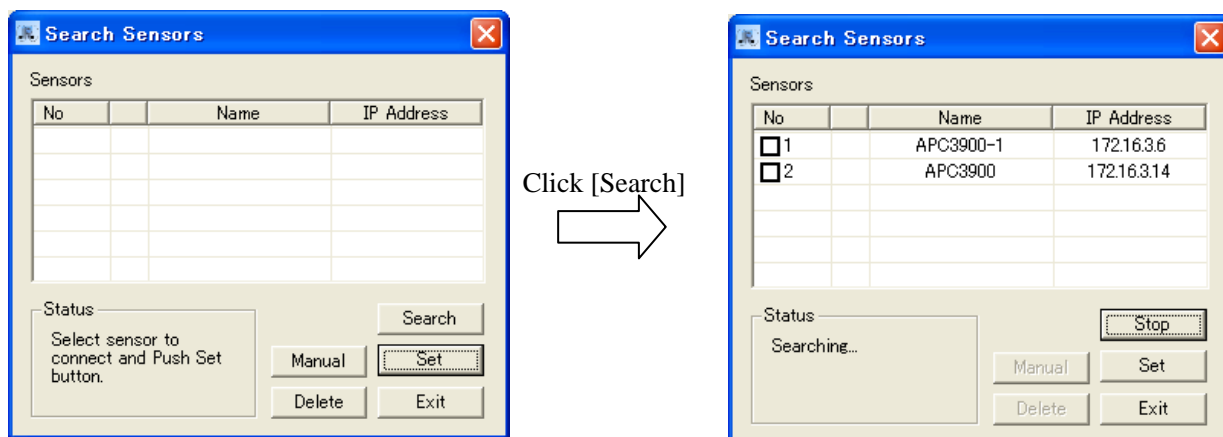 Search Sensors
Sensors
No Name IP Address
Status
Select sensor to
connect and Push Set
button.
Search
Manual Set
Delete Exit
Click [Search]
Search Sensors
Sensors
No Name IP Address
1 APC3900-1 172.16.3.6
2 APC3900 172.16.3.14
Status
Searching...
Stop
Manual Set
Delete Exit